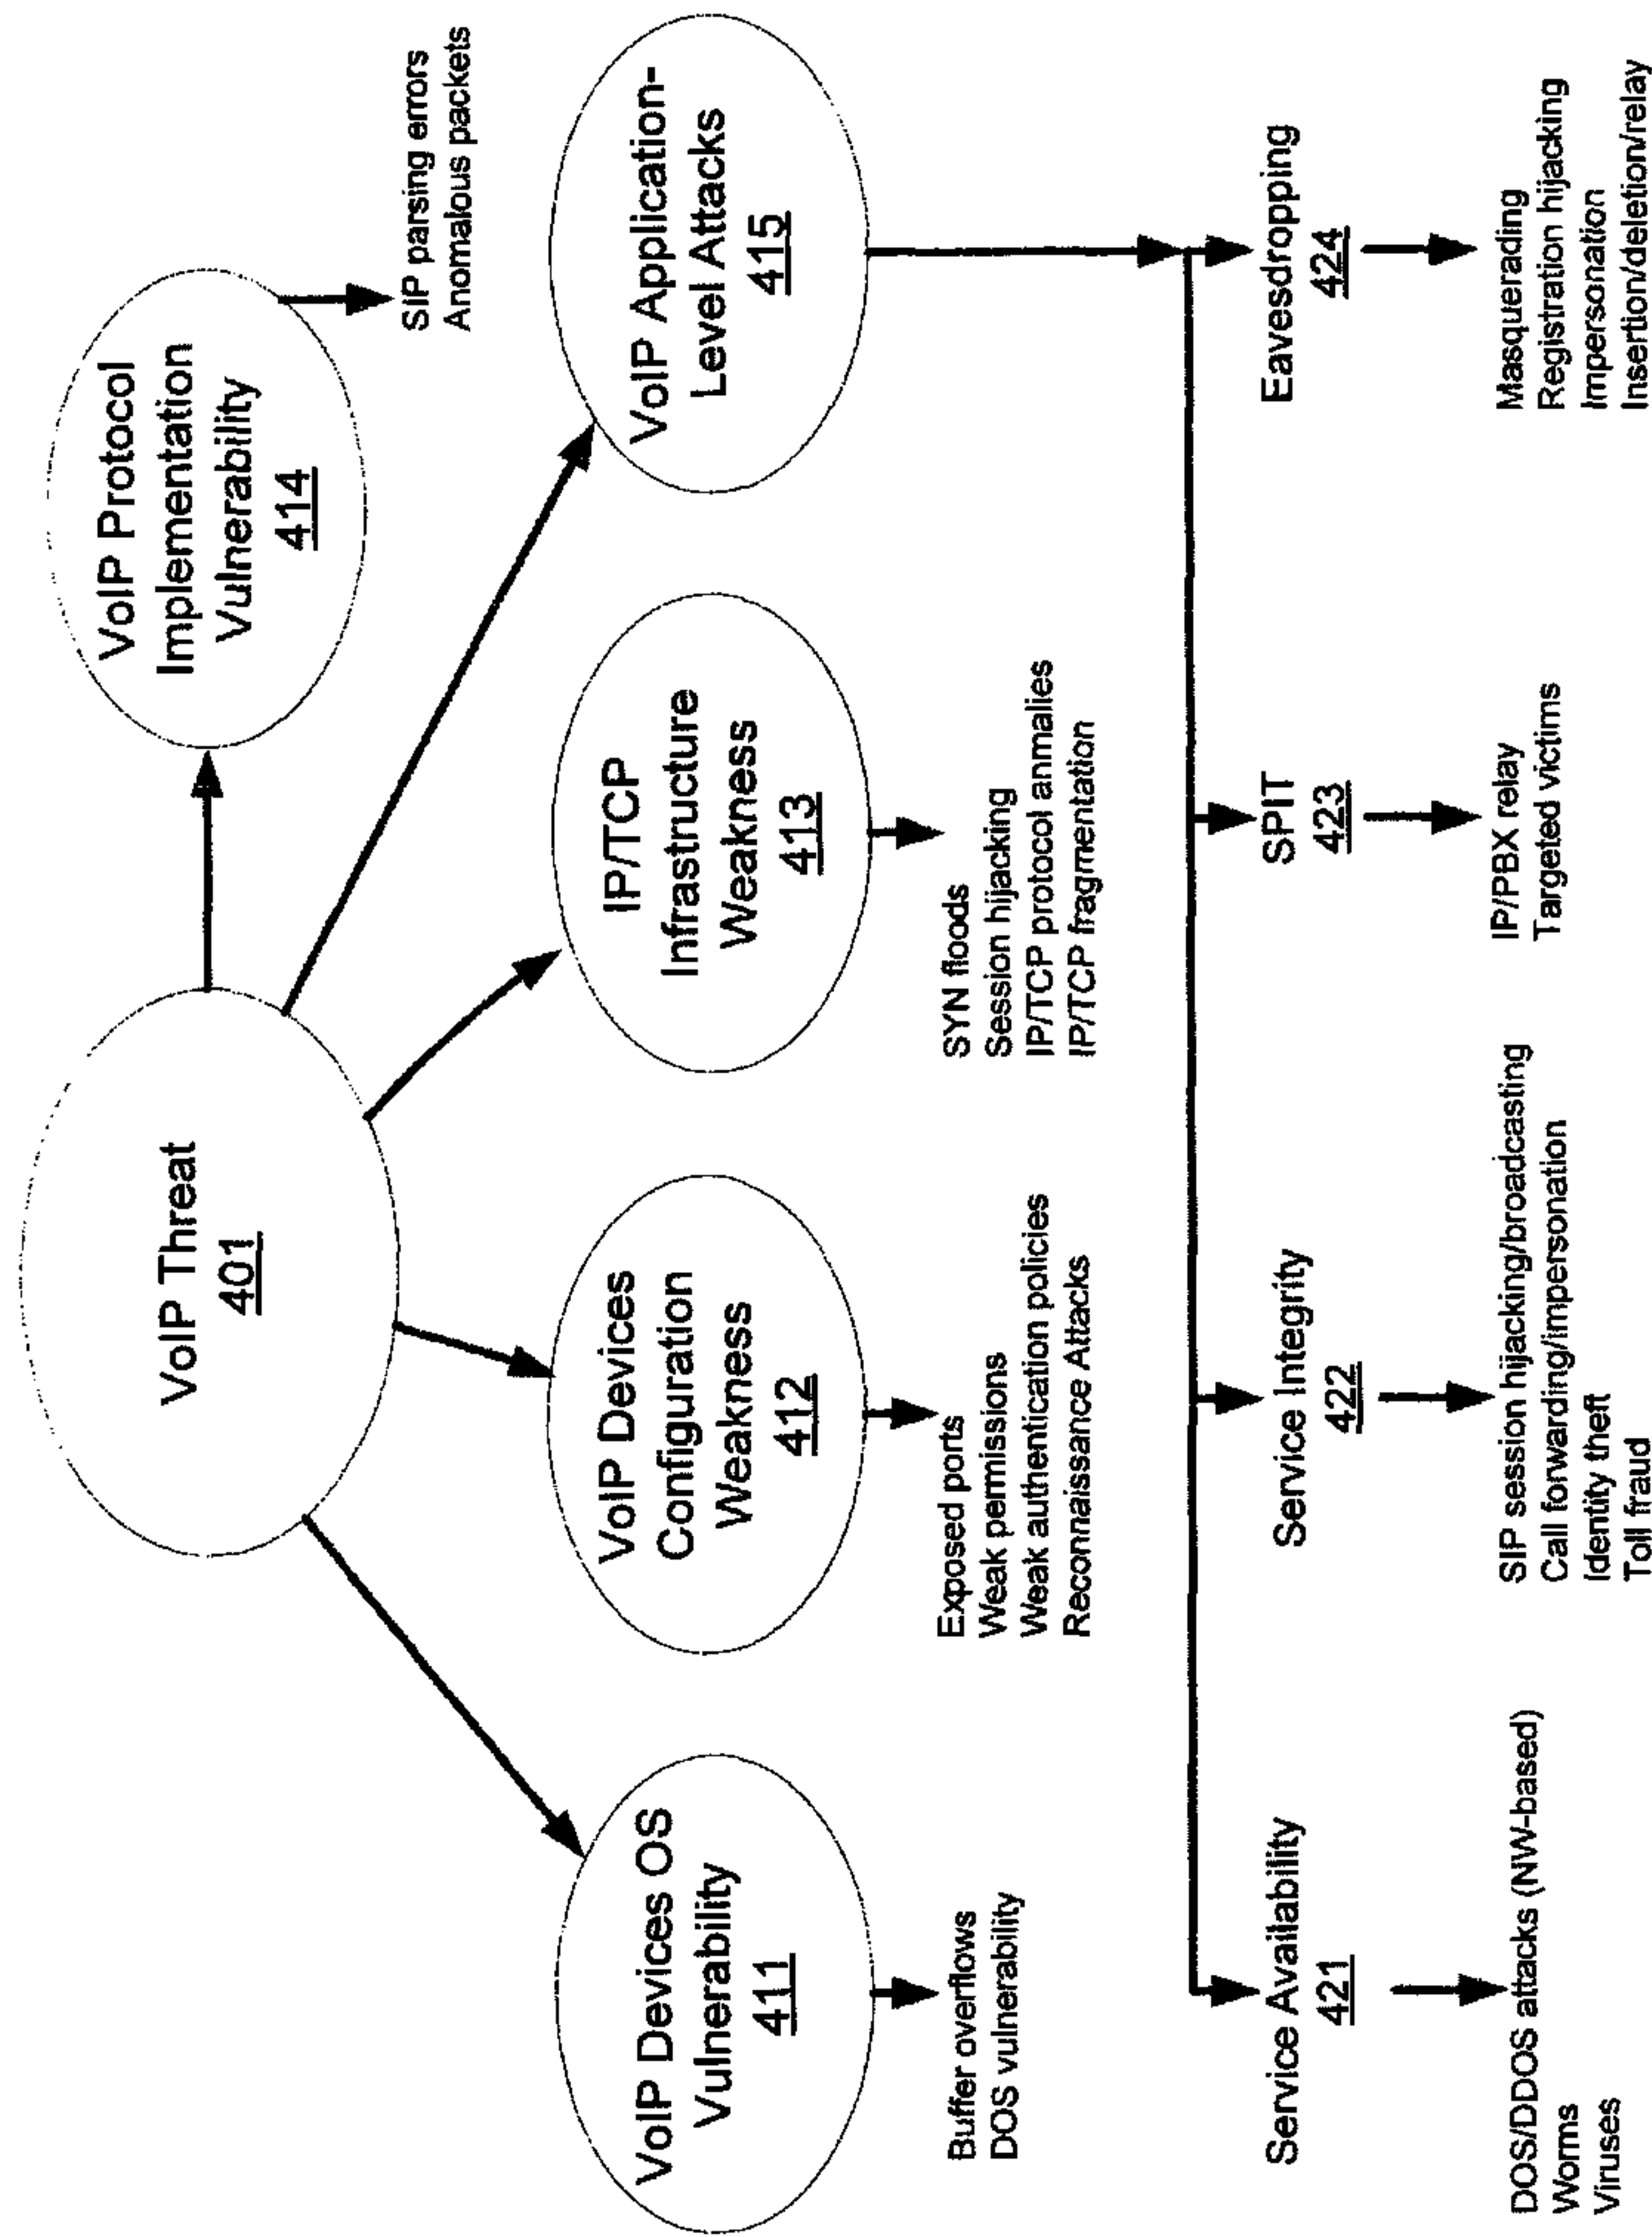 VoIP Threat
401
VoIP Protocol
Implementation
Vulnerability
414
SIP parsing errors
Anomalous packets
VoIP Devices OS
Vulnerability
411
VoIP Devices
Configuration
Weakness
412
IP/TCP
Infrastructure
Weakness
413
VoIP Application-
Level Attacks
415
Buffer overflows
DOS vulnerability
Exposed ports
Weak permissions
Weak authentication policies
Reconnaissance Attacks
SYN floods
Session hijacking
IP/TCP protocol anmalies
IP/TCP fragmentation
Service Availability
421
Service Integrity
422
SPIT
423
Eavesdropping
424
DOS/DDOS attacks (NW-based)
Worms
Viruses
SIP session hijacking/broadcasting
Call forwarding/impersonation
Identity theft
Toll fraud
IP/PBX relay
Targeted victims
Masquerading
Registration hijacking
Impersonation
Insertion/deletion/relay